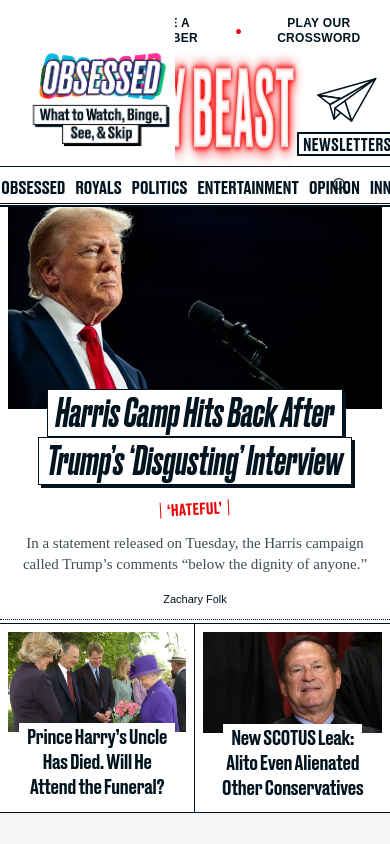 E A
BER
PLAY OUR
CROSSWORD
OBSESSED
What to Watch, Binge,
See, & Skip
Y BEAST
NEWSLETTERS
OBSESSED ROYALS POLITICS ENTERTAINMENT OPINION INN
Harris Camp Hits Back After
Trump’s ‘Disgusting’ Interview
‘HATEFUL’
In a statement released on Tuesday, the Harris campaign
called Trump’s comments “below the dignity of anyone.”
Zachary Folk
Prince Harry’s Uncle
Has Died. Will He
Attend the Funeral?
New SCOTUS Leak:
Alito Even Alienated
Other Conservatives